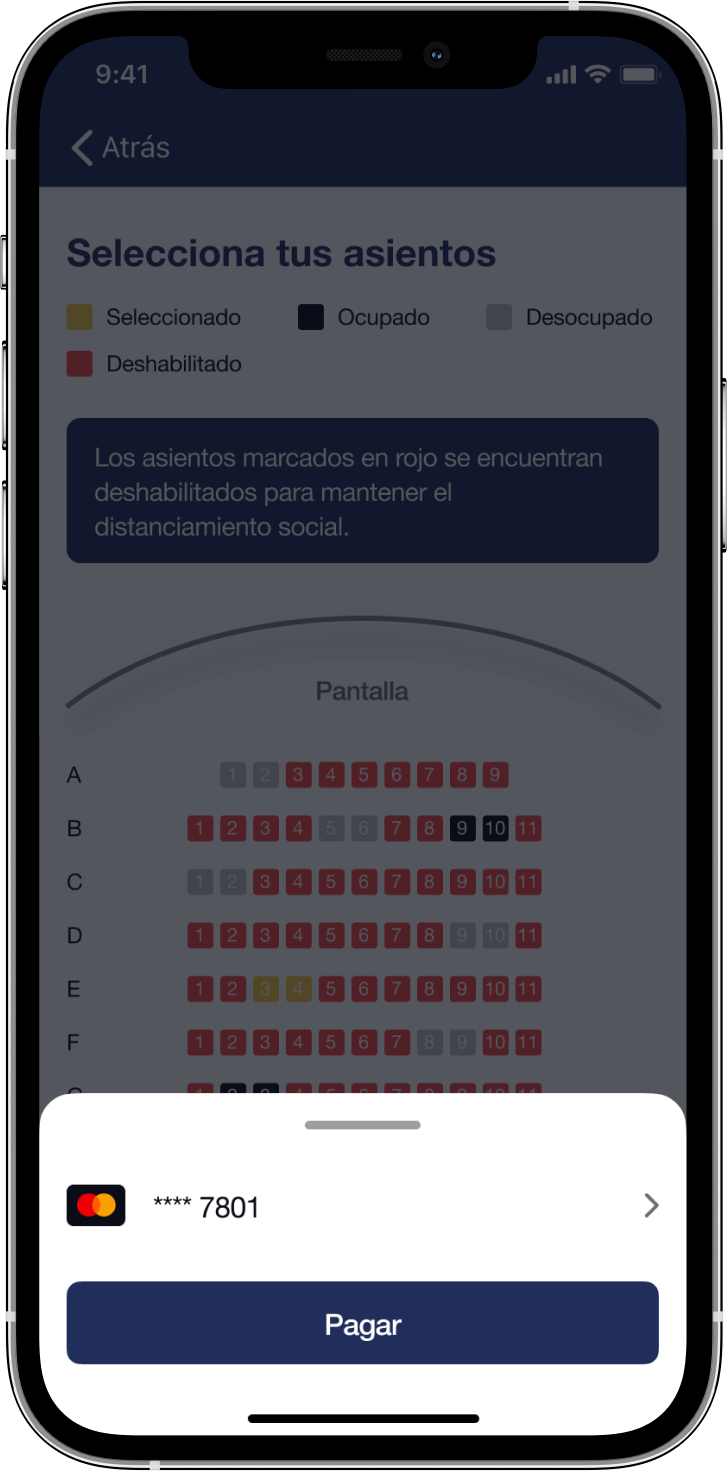 9:41
Atrás
Selecciona tus asientos
Seleccionado Ocupado Desocupado
Deshabilitado
Los asientos marcados en rojo se encuentran
deshabilitados para mantener el
distanciamiento social.
Pantalla
A 1 2 3 4 5 6 7 8 9
B 1 2 3 4 5 6 7 8 9 10 11
C 1 2 3 4 5 6 7 8 9 10 11
D 1 2 3 4 5 6 7 8 9 10 11
E 1 2 3 4 5 6 7 8 9 10 11
F 1 2 3 4 5 6 7 8 9 10 11
**** 7801
Pagar